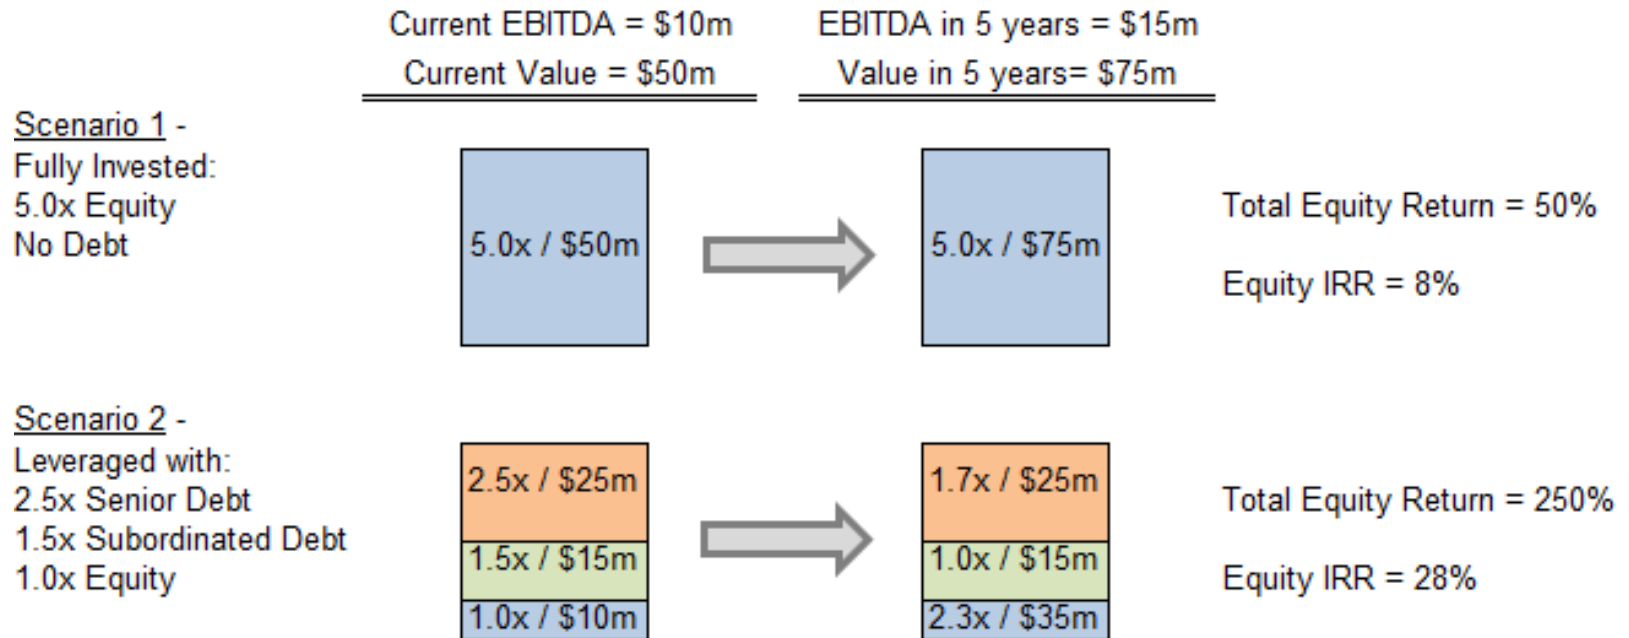 Current EBITDA = $10m
Current Value = $50m
EBITDA in 5 years = $15m
Value in 5 years= $75m
Scenario 1 -
Fully Invested:
5.0x Equity
No Debt
5.0x / $50m
5.0x / $75m
Total Equity Return = 50%
Equity IRR = 8%
Scenario 2 -
Leveraged with:
2.5x Senior Debt
1.5x Subordinated Debt
1.0x Equity
2.5x / $25m
1.5x / $15m
1.0x / $10m
1.7x / $25m
1.0x / $15m
2.3x / $35m
Total Equity Return = 250%
Equity IRR = 28%